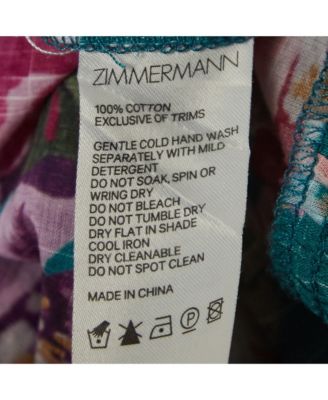 ZIMMERMANN
100% COTTON
EXCLUSIVE OF TRIMS
GENTLE COLD HAND WASH
SEPARATELY WITH MILD
DETERGENT
DO NOT SOAK, SPIN OR
WRING DRY
DO NOT BLEACH
DO NOT TUMBLE DRY
DRY FLAT IN SHADE
COOL IRON
DRY CLEANABLE
DO NOT SPOT CLEAN
MADE IN CHINA
P